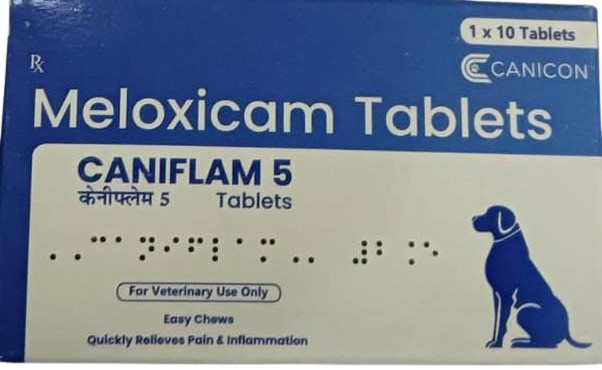 1 x 10 Tablets
Rx
CANICON
Meloxicam Tablets
CANIFLAM 5
केनीफ्लेम 5 Tablets
For Veterinary Use Only
Easy Chews
Quickly Relieves Pain & Inflammation